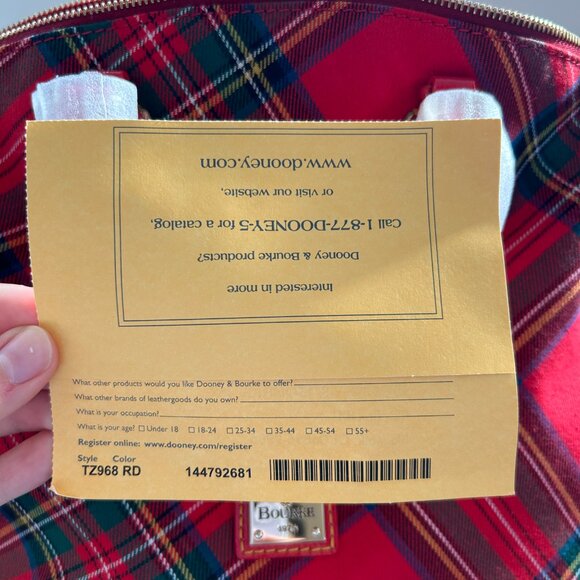 Interested in more
Dooney & Bourke products?
Call 1-877-DOONEY-5 for a catalog,
or visit our website,
www.dooney.com
What other products would you like Dooney & Bourke to offer?
What other brands of leathergoods do you own?
What is your occupation?
What is your age? ☐ Under 18 ☐ 18-24 ☐ 25-34 ☐ 35-44 ☐ 45-54 ☐ 55+
Register online: www.dooney.com/register
Style Color
TZ968 RD 144792681
BOURKE
1975